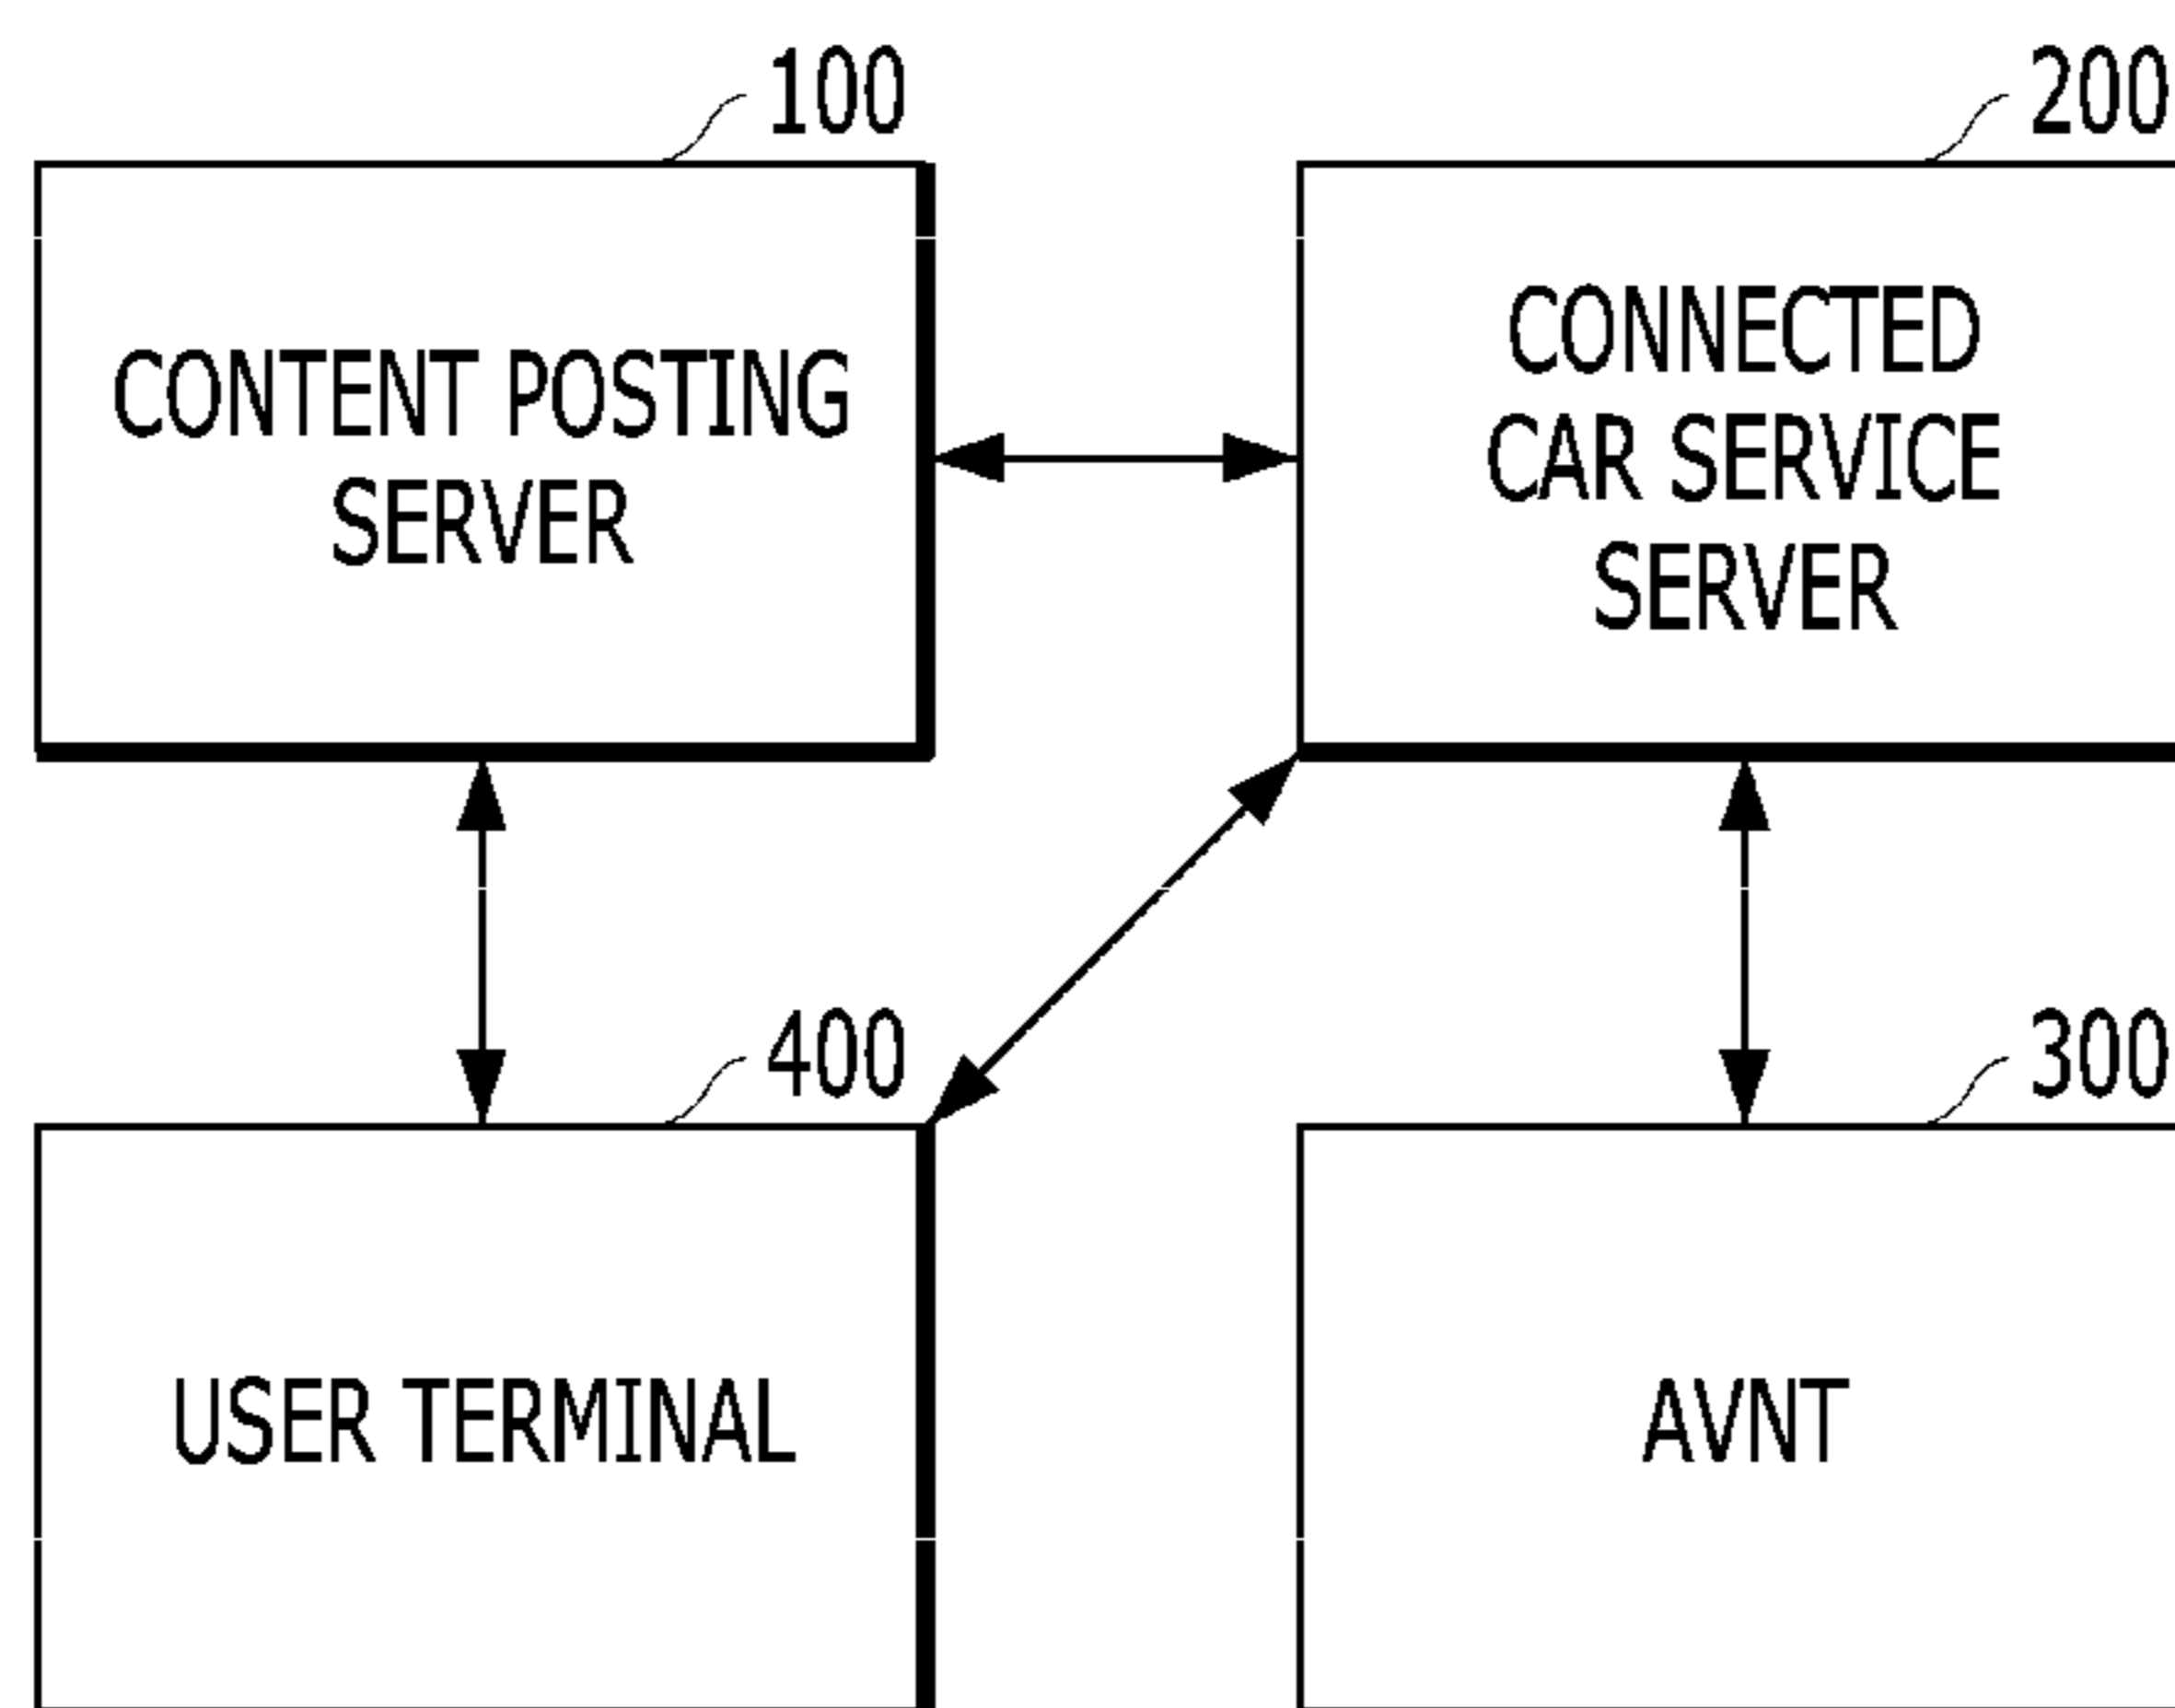 100
200
CONTENT POSTING
SERVER
CONNECTED
CAR SERVICE
SERVER
400
300
USER TERMINAL
AVNT